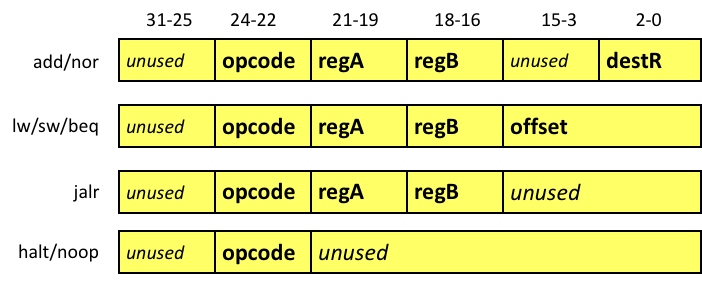 31-25 24-22 21-19 18-16 15-3 2-0
add/nor unused opcode regA regB unused destR
lw/sw/beq unused opcode regA regB offset
jalr unused opcode regA regB unused
halt/noop unused opcode unused